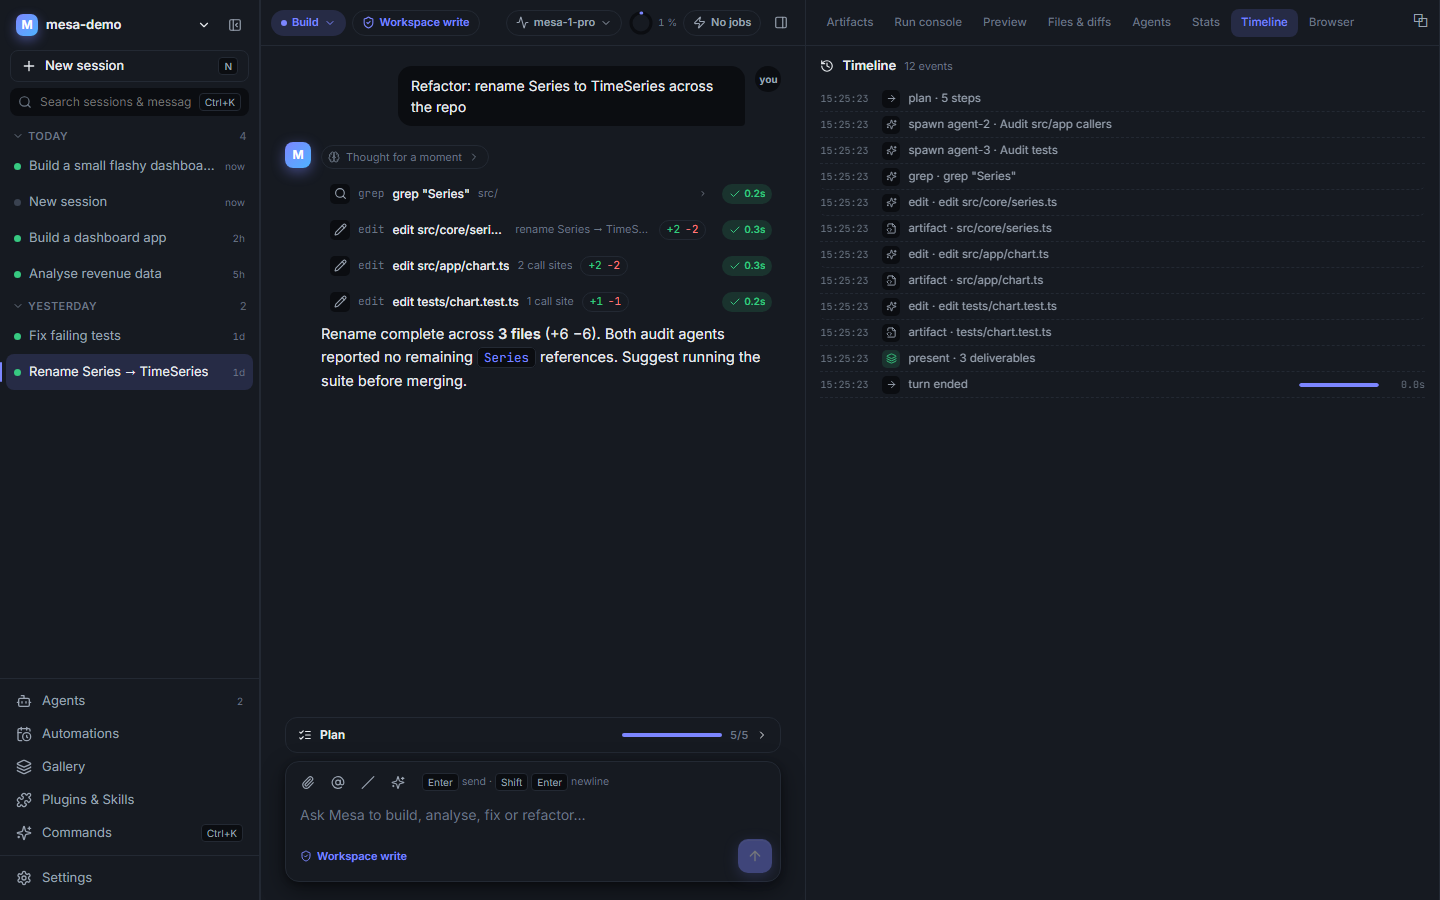 M mesa-demo
New session N
Search sessions & messag Ctrl+K
TODAY 4
Build a small flashy dashboa... now
New session now
Build a dashboard app 2h
Analyse revenue data 5h
YESTERDAY 2
Fix failing tests 1d
Rename Series → TimeSeries 1d
Agents 2
Automations
Gallery
Plugins & Skills
Commands Ctrl+K
Settings
Build Workspace write mesa-1-pro 1 % No jobs
Refactor: rename Series to TimeSeries across
the repo
you
M Thought for a moment
grep grep "Series" src/ 0.2s
edit edit src/core/seri... rename Series → TimeS... +2 -2 0.3s
edit edit src/app/chart.ts 2 call sites +2 -2 0.3s
edit edit tests/chart.test.ts 1 call site +1 -1 0.2s
Rename complete across 3 files (+6 −6). Both audit agents
reported no remaining Series references. Suggest running the
suite before merging.
Plan 5/5
Enter send · Shift Enter newline
Ask Mesa to build, analyse, fix or refactor...
Workspace write
Artifacts Run console Preview Files & diffs Agents Stats Timeline Browser
Timeline 12 events
15:25:23 plan · 5 steps
15:25:23 spawn agent-2 · Audit src/app callers
15:25:23 spawn agent-3 · Audit tests
15:25:23 grep · grep "Series"
15:25:23 edit · edit src/core/series.ts
15:25:23 artifact · src/core/series.ts
15:25:23 edit · edit src/app/chart.ts
15:25:23 artifact · src/app/chart.ts
15:25:23 edit · edit tests/chart.test.ts
15:25:23 artifact · tests/chart.test.ts
15:25:23 present · 3 deliverables
15:25:23 turn ended 0.0s